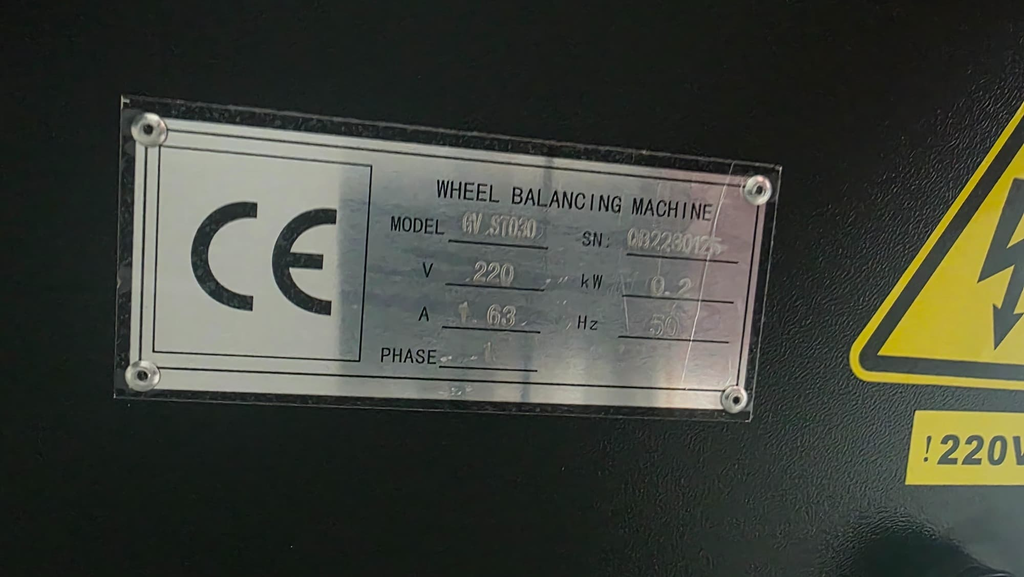 CE
WHEEL BALANCING MACHINE
MODEL GV.ST030 SN: QB2230125
V 220 kW 0.2
A 1.63 Hz 50
PHASE 1
!220V